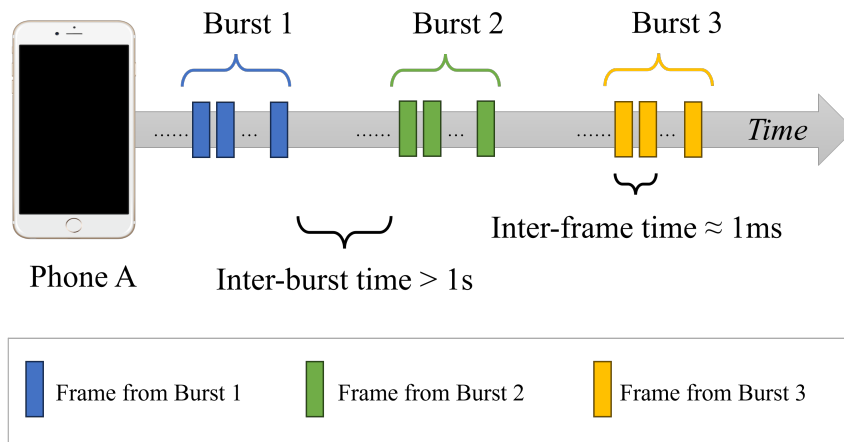 Burst 1
Burst 2
Burst 3
...... ... ...... ... ...... ... Time
Inter-frame time ≈ 1ms
Phone A
Inter-burst time > 1s
Frame from Burst 1
Frame from Burst 2
Frame from Burst 3